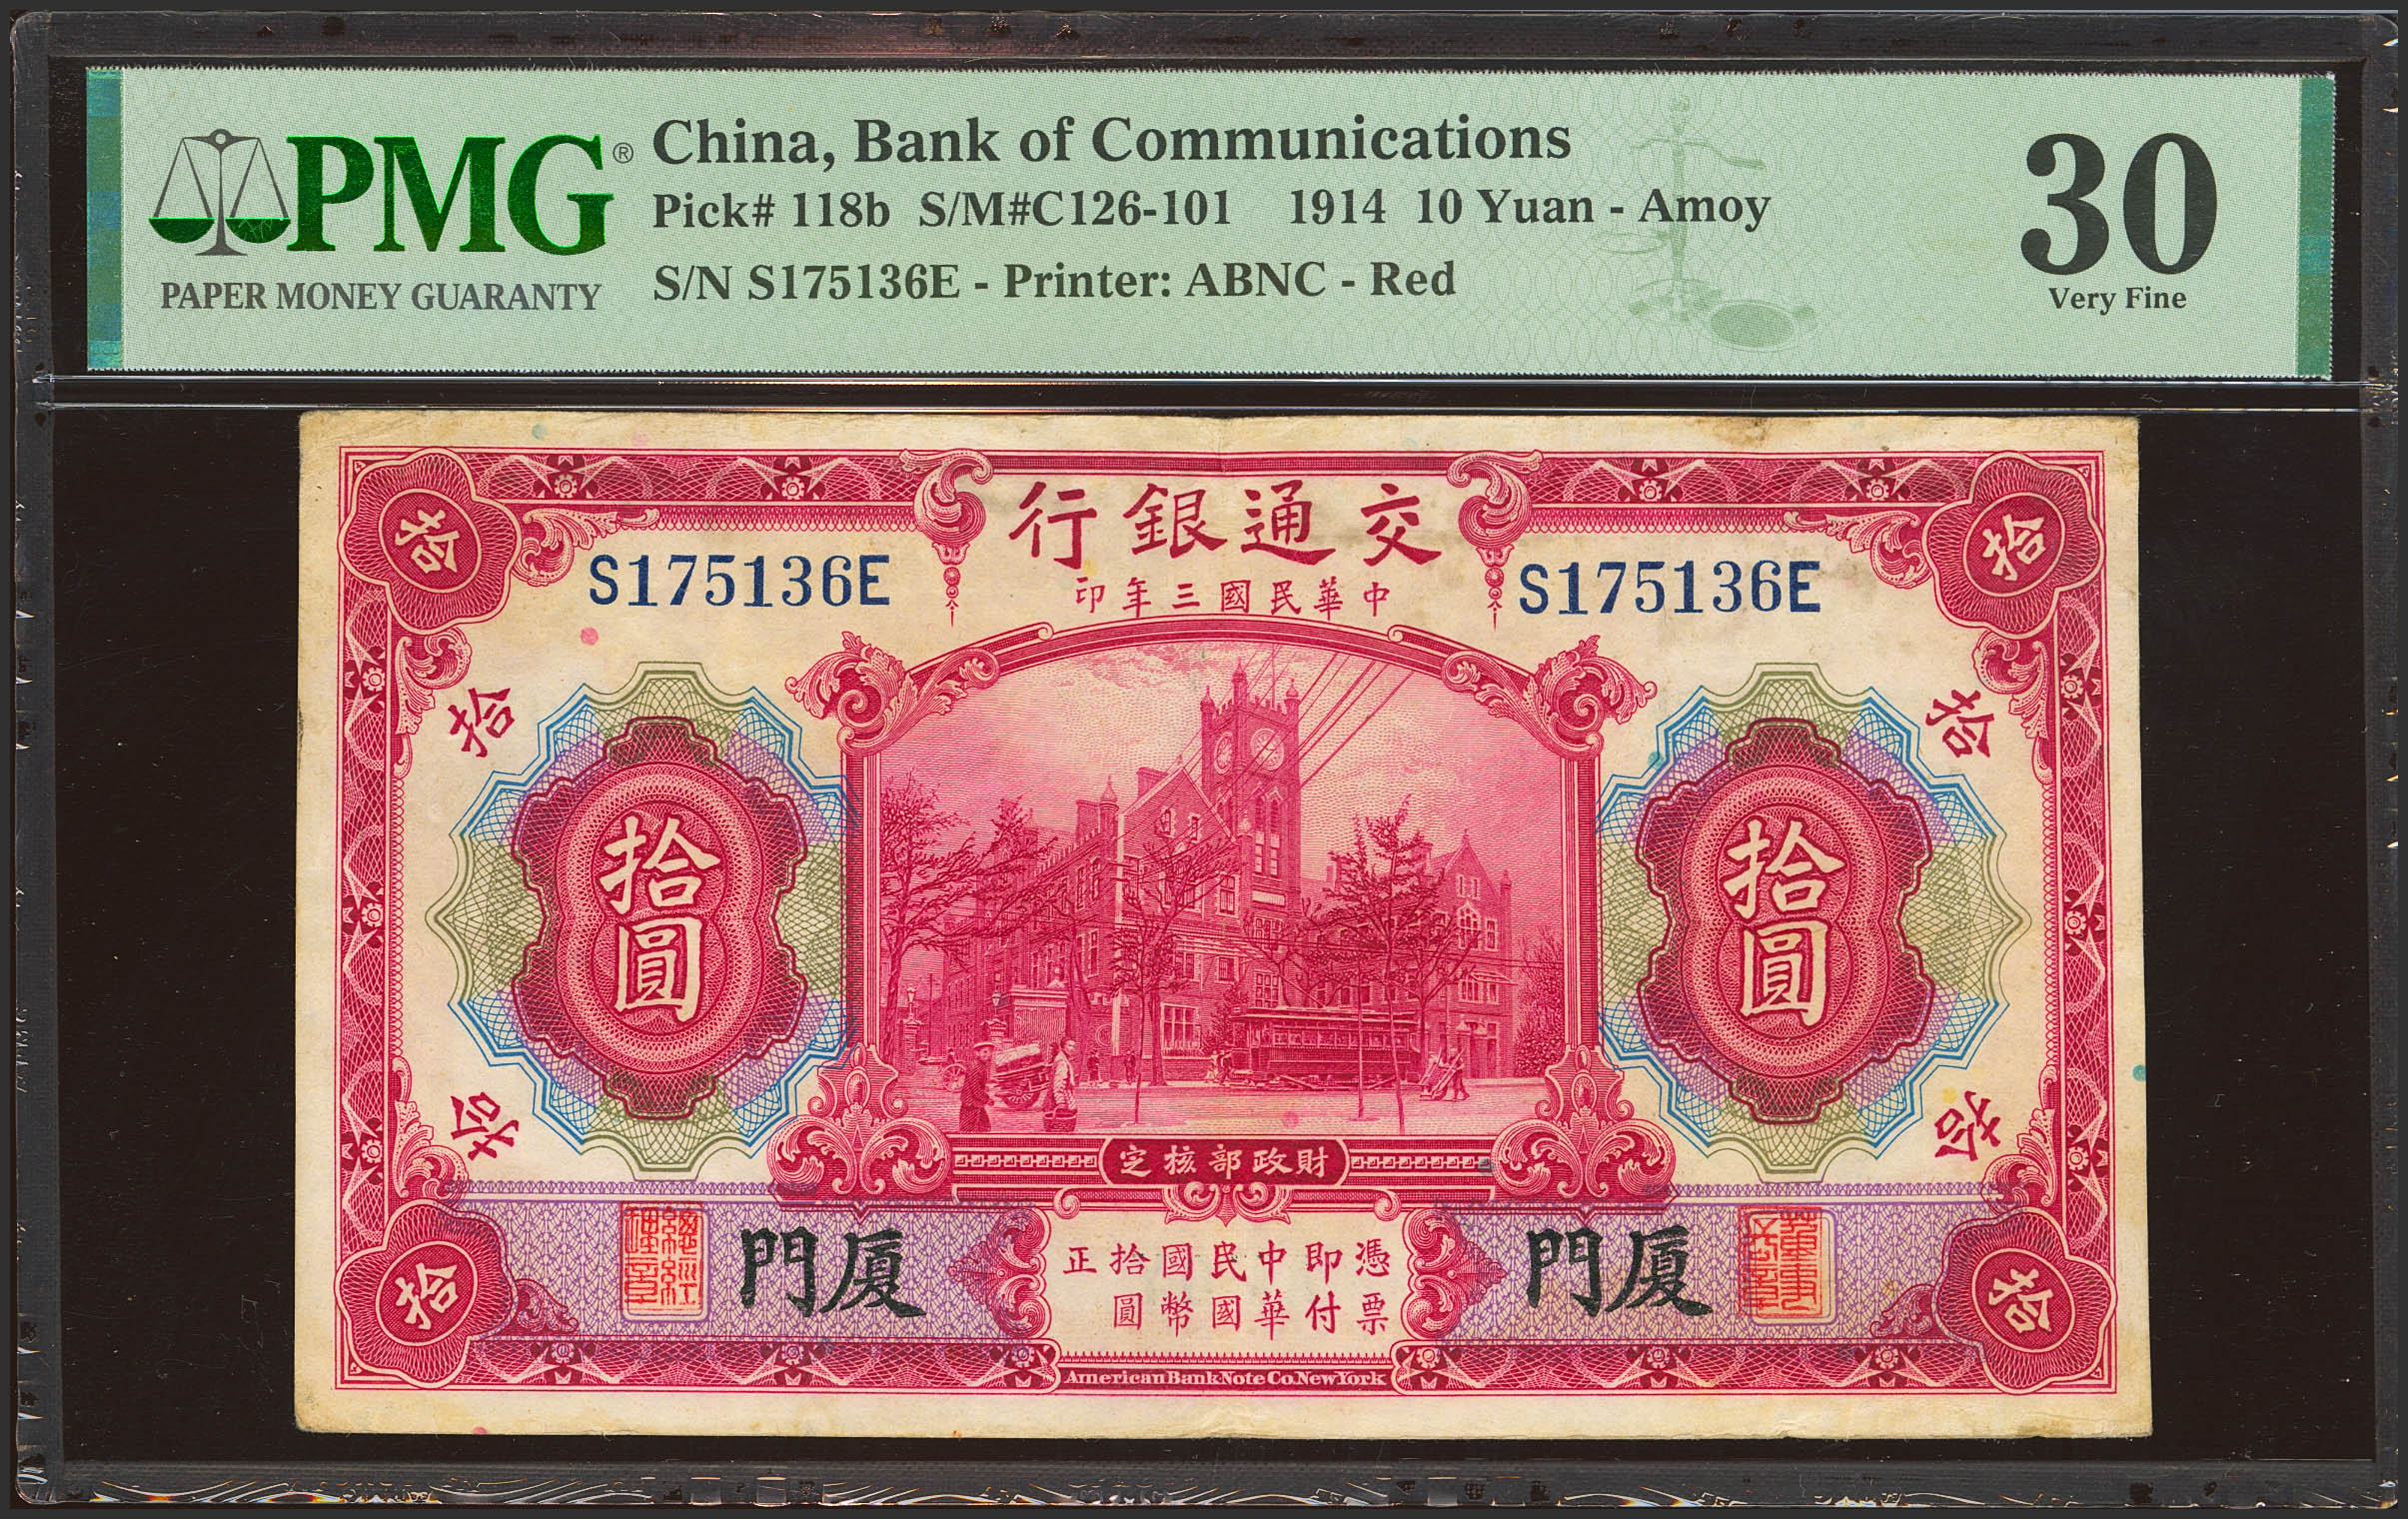 PMG®
PAPER MONEY GUARANTY
China, Bank of Communications
Pick# 118b S/M#C126-101 1914 10 Yuan - Amoy
S/N S175136E - Printer: ABNC - Red
30
Very Fine
拾
交通銀行
拾
S175136E
中華民國三年印
S175136E
拾
拾
拾圓
拾圓
拾
拾
財政部核定
廈門
憑票即付中華民國國幣拾圓正
廈門
拾
拾
American Bank Note Co. New York